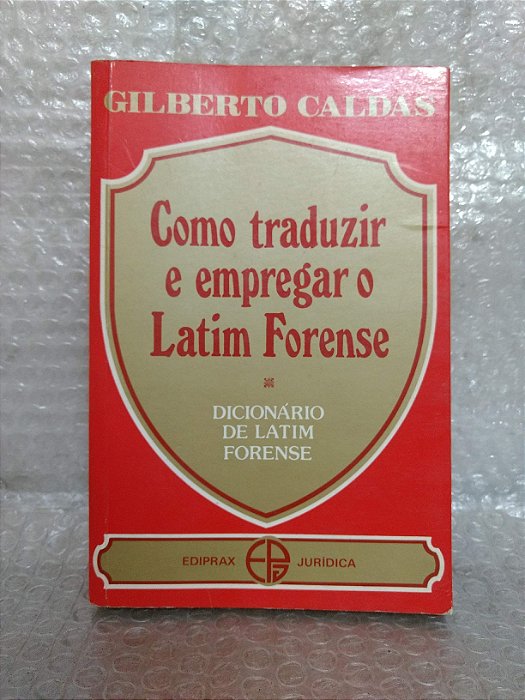 GILBERTO CALDAS
Como traduzir
e empregar o
Latim Forense
DICIONÁRIO
DE LATIM
FORENSE
EDIPRAX JURÍDICA